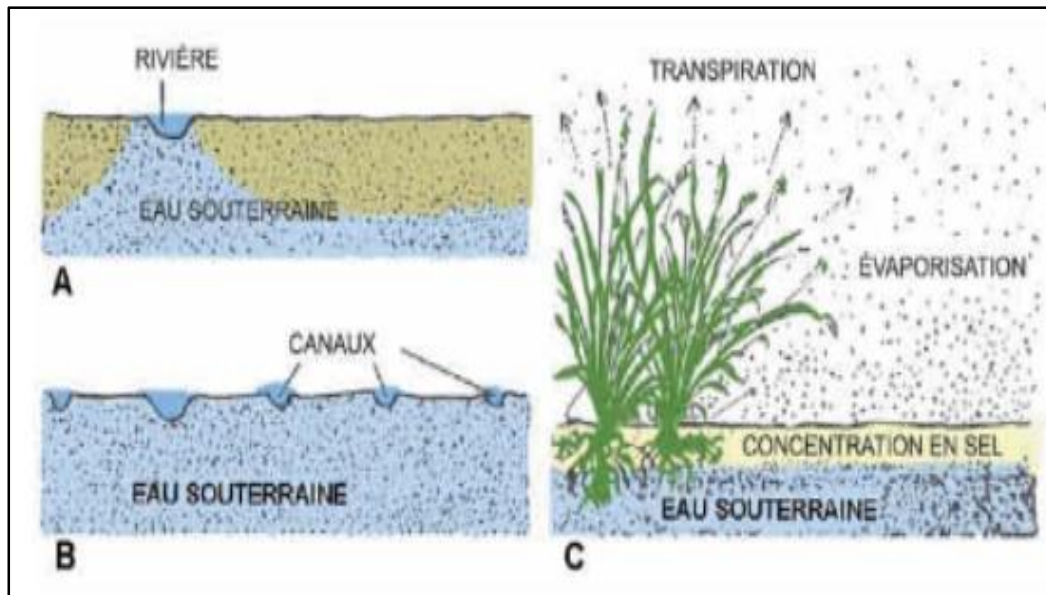 RIVIÈRE
EAU SOUTERRAINE
A
CANAUX
EAU SOUTERRAINE
B
TRANSPIRATION
ÉVAPORISATION
CONCENTRATION EN SEL
EAU SOUTERRAINE
C